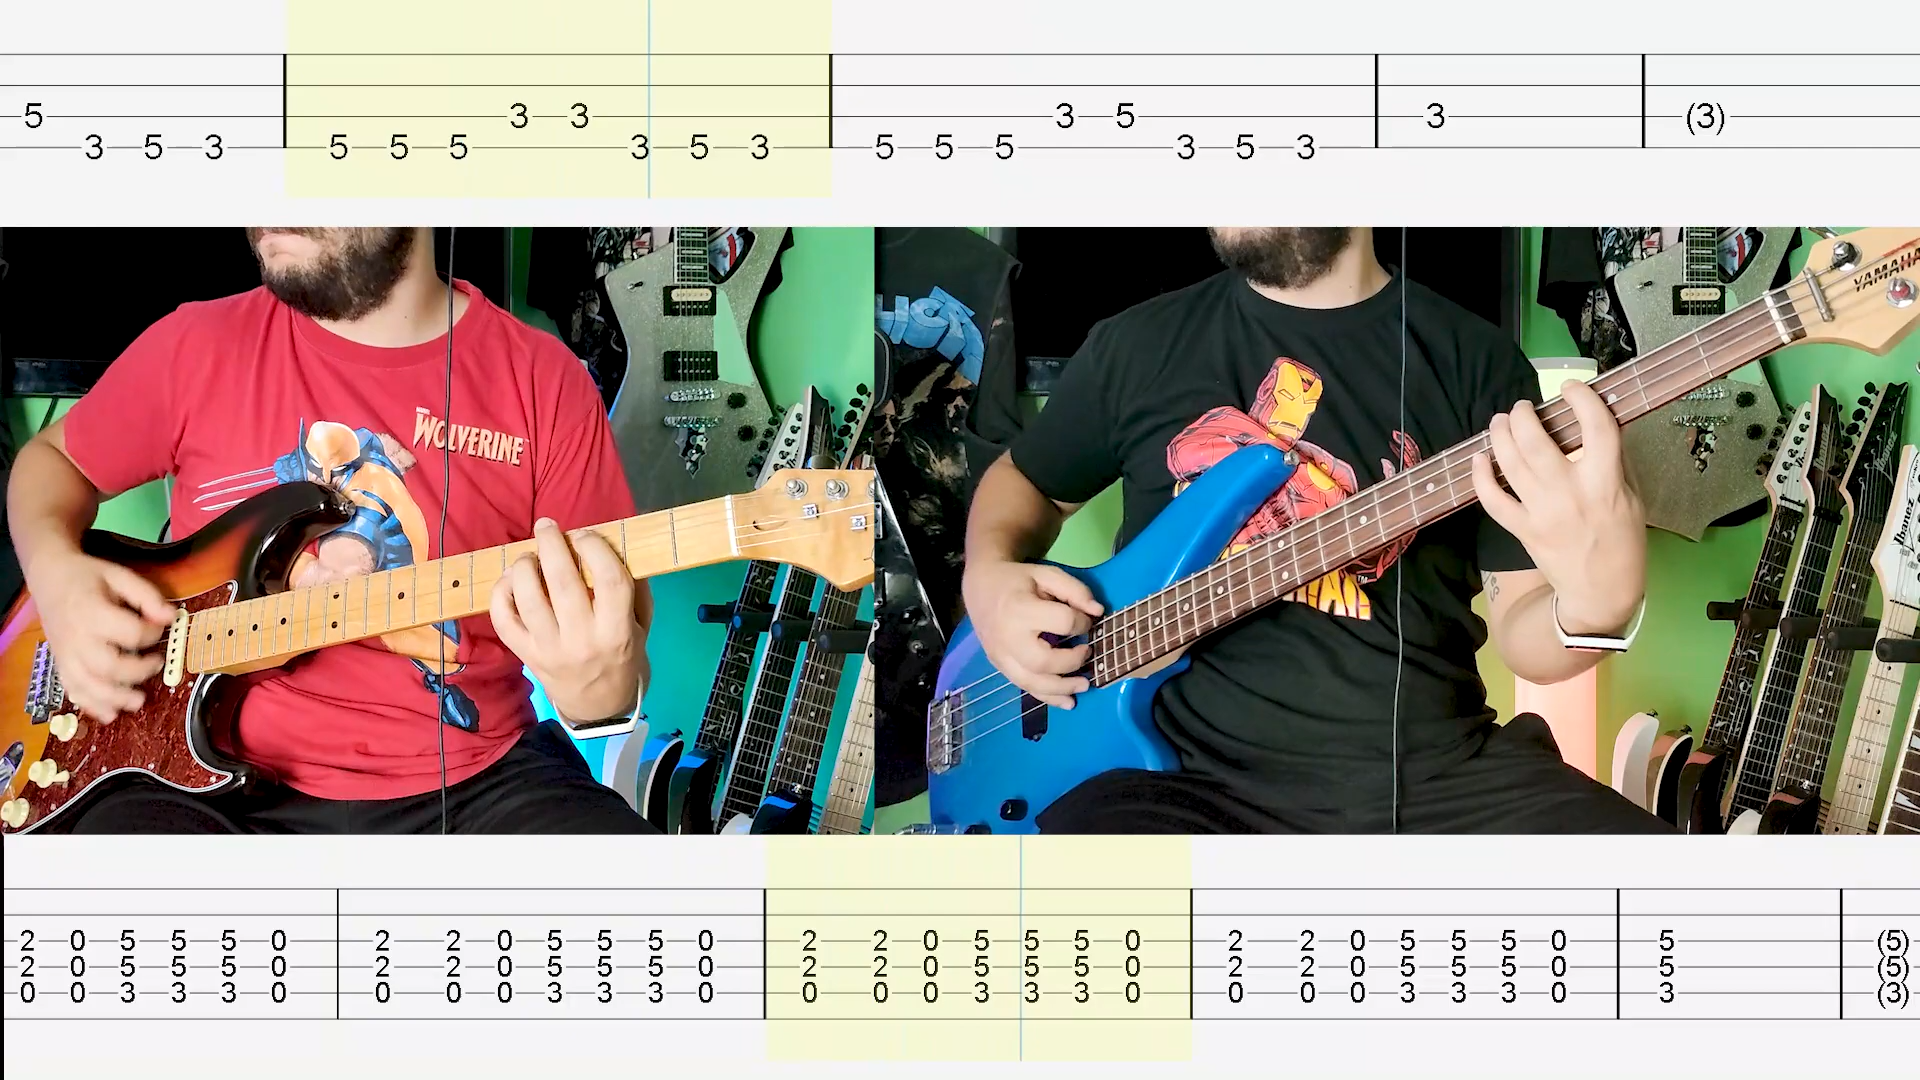 5 3 3 3 5 3 (3)
3 5 3 5 5 5 3 5 3 5 5 5 3 5 3
WOLVERINE
YAMAHA
Ibanez
2 0 5 5 5 0 2 2 0 5 5 5 0 2 2 0 5 5 5 0 2 2 0 5 5 5 0 5 (5)
2 0 5 5 5 0 2 2 0 5 5 5 0 2 2 0 5 5 5 0 2 2 0 5 5 5 0 5 (5)
0 0 3 3 3 0 0 0 0 3 3 3 0 0 0 0 3 3 3 0 0 0 0 3 3 3 0 3 (3)